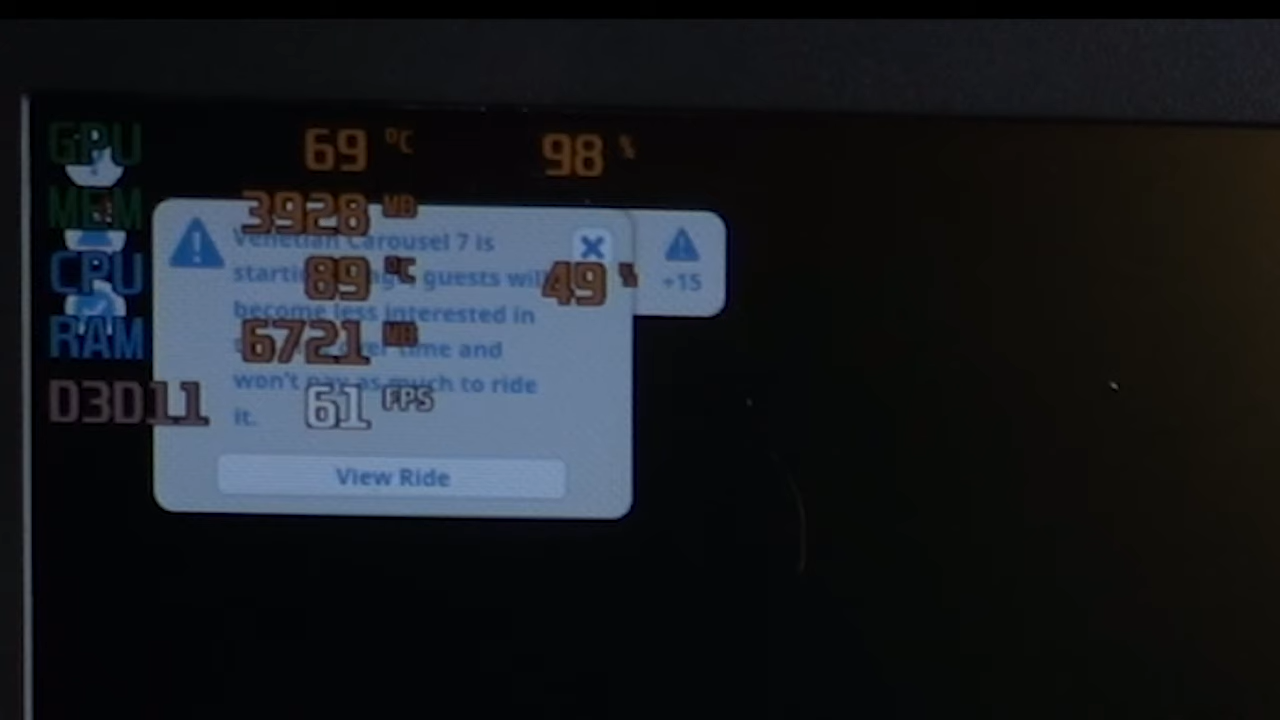 GPU 69 °C 98 %
MEM 3928 MB
CPU 89 °C 49 %
RAM 6721 MB
D3D11 61 FPS
Venetian Carousel 7 is
guests will
become less interested in
over time and
won't pay as much to ride
it.
View Ride
+15